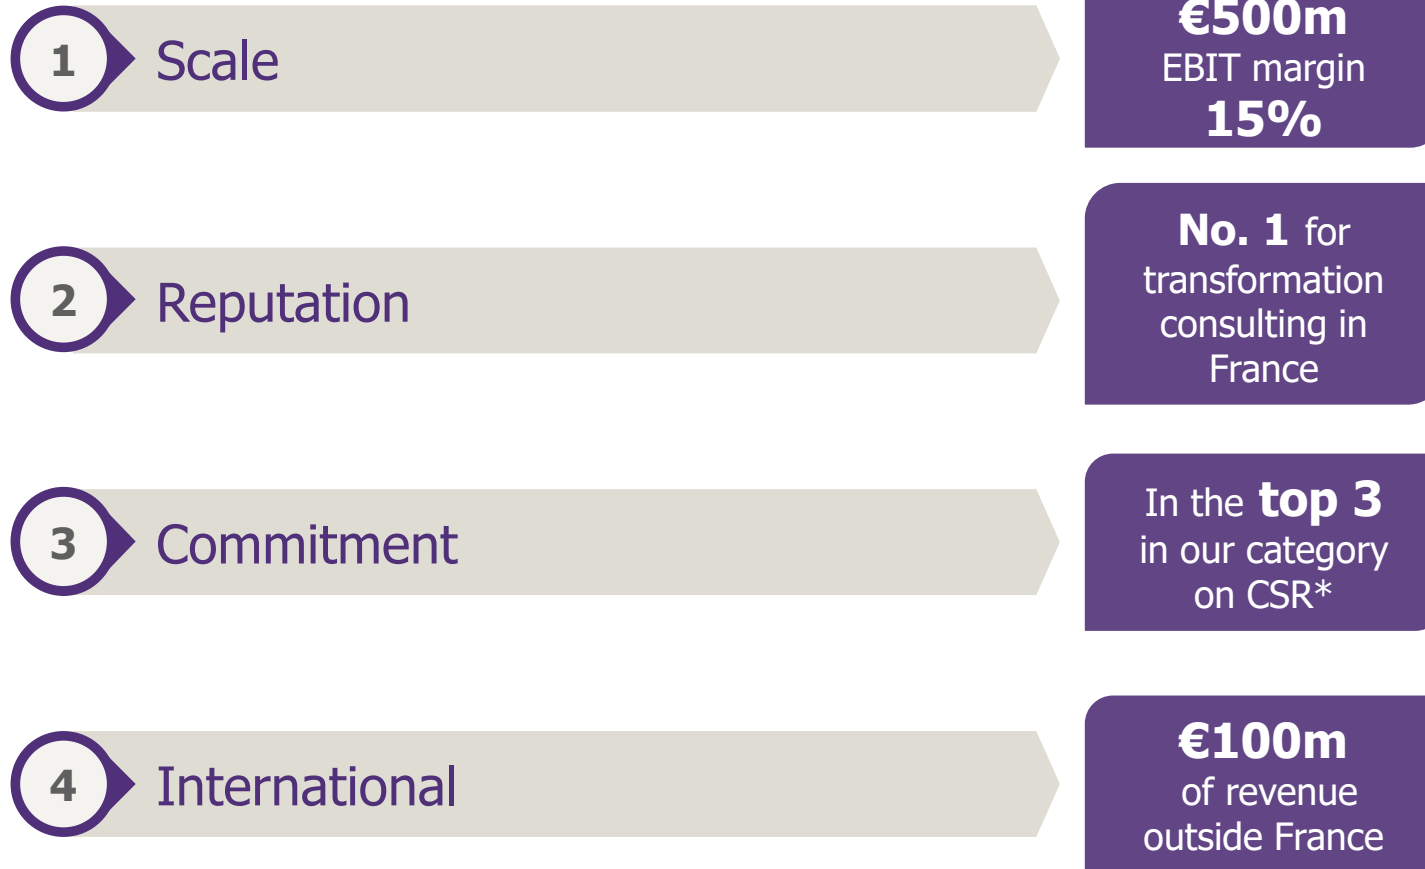 1
Scale
€500m
EBIT margin
15%
2
Reputation
No. 1 for
transformation
consulting in
France
3
Commitment
In the top 3
in our category
on CSR*
4
International
€100m
of revenue
outside France